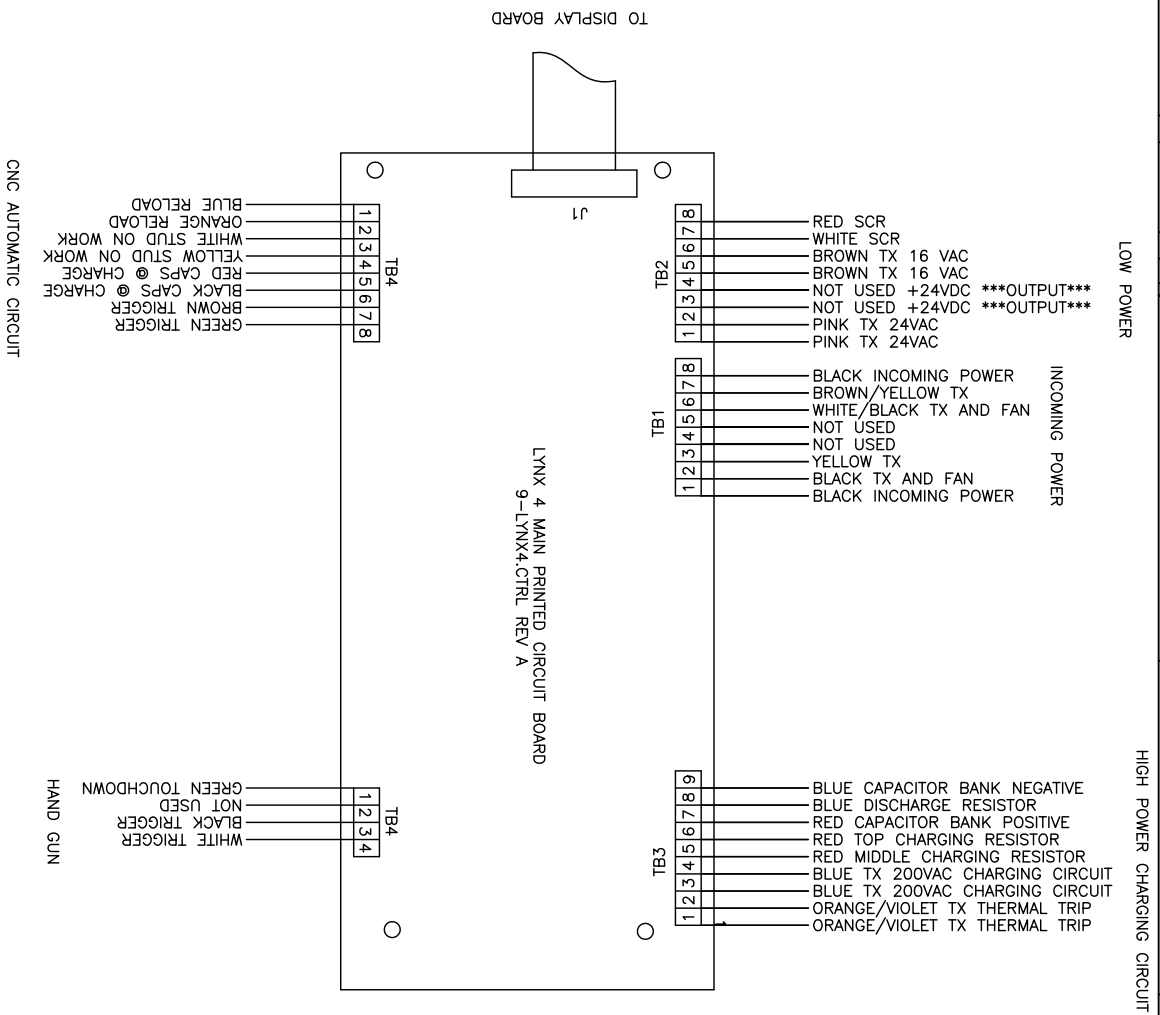 TO DISPLAY BOARD
J1
CNC AUTOMATIC CIRCUIT
BLUE RELOAD
ORANGE RELOAD
WHITE STUD ON WORK
YELLOW STUD ON WORK
RED CAPS @ CHARGE
BLACK CAPS @ CHARGE
BROWN TRIGGER
GREEN TRIGGER
1
2
3
4
5
6
7
8
TB4
LOW POWER
TB2
8
7
6
5
4
3
2
1
RED SCR
WHITE SCR
BROWN TX 16 VAC
BROWN TX 16 VAC
NOT USED +24VDC ***OUTPUT***
NOT USED +24VDC ***OUTPUT***
PINK TX 24VAC
PINK TX 24VAC
INCOMING POWER
TB1
8
7
6
5
4
3
2
1
BLACK INCOMING POWER
BROWN/YELLOW TX
WHITE/BLACK TX AND FAN
NOT USED
NOT USED
YELLOW TX
BLACK TX AND FAN
BLACK INCOMING POWER
LYNX 4 MAIN PRINTED CIRCUIT BOARD
9-LYNX4.CTRL REV A
HAND GUN
GREEN TOUCHDOWN
NOT USED
BLACK TRIGGER
WHITE TRIGGER
1
2
3
4
TB4
HIGH POWER CHARGING CIRCUIT
TB3
9
8
7
6
5
4
3
2
1
BLUE CAPACITOR BANK NEGATIVE
BLUE DISCHARGE RESISTOR
RED CAPACITOR BANK POSITIVE
RED TOP CHARGING RESISTOR
RED MIDDLE CHARGING RESISTOR
BLUE TX 200VAC CHARGING CIRCUIT
BLUE TX 200VAC CHARGING CIRCUIT
ORANGE/VIOLET TX THERMAL TRIP
ORANGE/VIOLET TX THERMAL TRIP